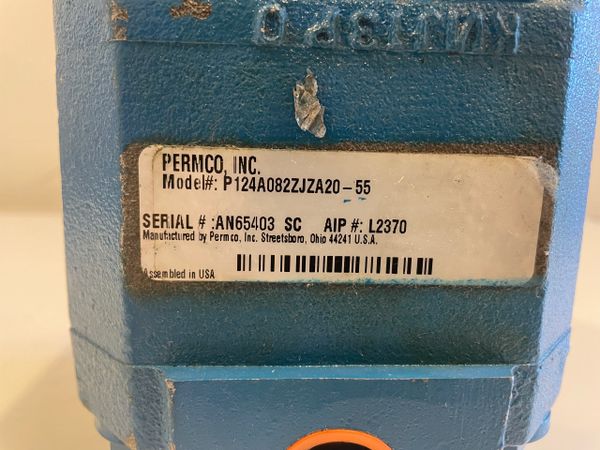 PERMCO, INC.
Model#: P124A082ZJZA20-55
SERIAL # :AN65403 SC AIP #: L2370
Manufactured by Permco, Inc. Streetsboro, Ohio 44241 U.S.A.
Assembled in USA